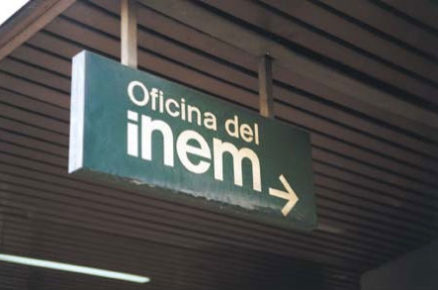 Oficina del
inem
→